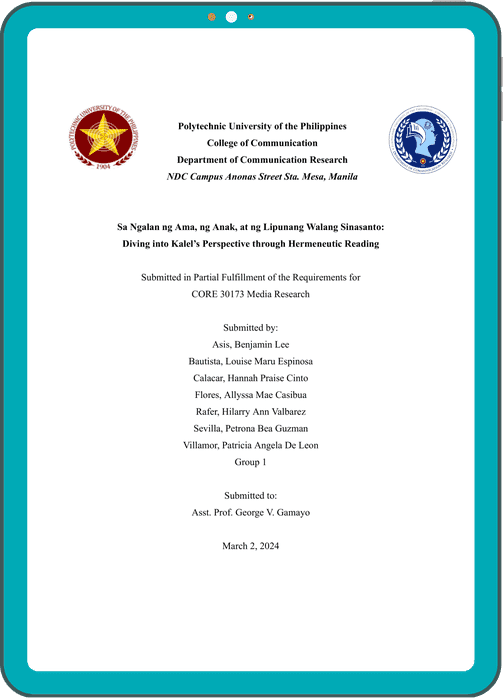 POLYTECHNIC UNIVERSITY OF THE PHILIPPINES
1904
Polytechnic University of the Philippines
College of Communication
Department of Communication Research
NDC Campus Anonas Street Sta. Mesa, Manila
Sa Ngalan ng Ama, ng Anak, at ng Lipunang Walang Sinasanto:
Diving into Kalel's Perspective through Hermeneutic Reading
Submitted in Partial Fulfillment of the Requirements for
CORE 30173 Media Research
Submitted by:
Asis, Benjamin Lee
Bautista, Louise Maru Espinosa
Calacar, Hannah Praise Cinto
Flores, Allyssa Mae Casibua
Rafer, Hilarry Ann Valbarez
Sevilla, Petrona Bea Guzman
Villamor, Patricia Angela De Leon
Group 1
Submitted to:
Asst. Prof. George V. Gamayo
March 2, 2024